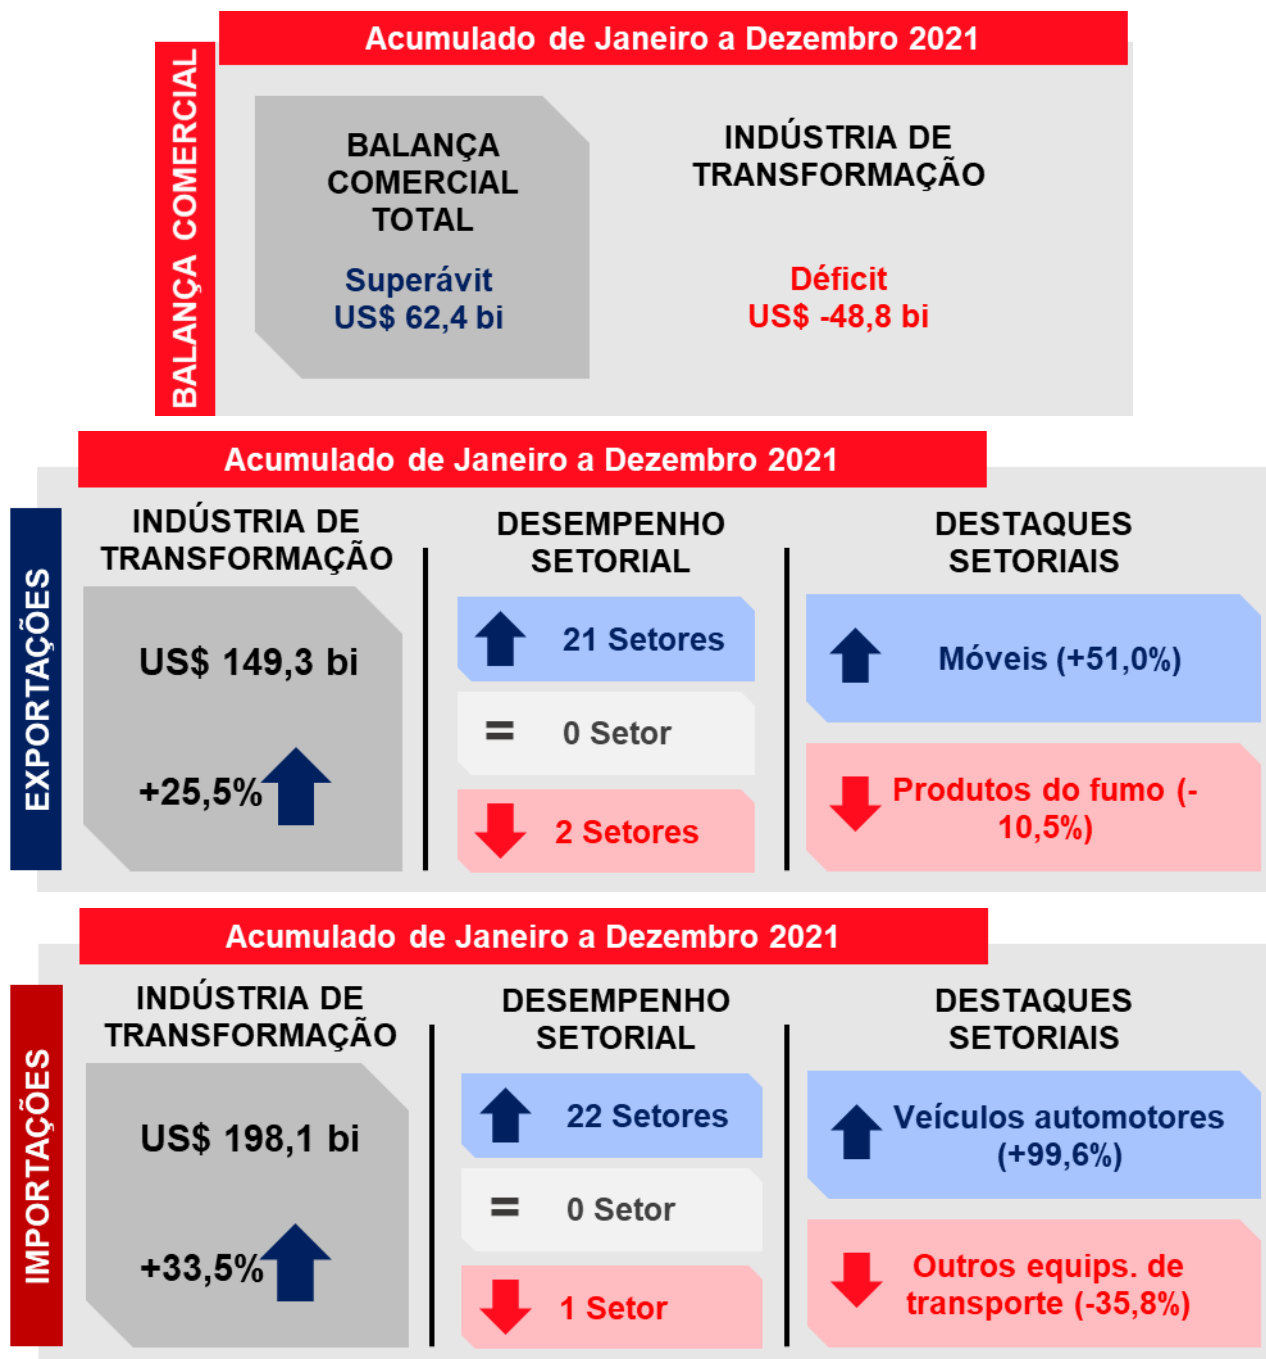 Acumulado de Janeiro a Dezembro 2021
BALANÇA COMERCIAL
BALANÇA
COMERCIAL
TOTAL
Superávit
US$ 62,4 bi
INDÚSTRIA DE
TRANSFORMAÇÃO
Déficit
US$ -48,8 bi
Acumulado de Janeiro a Dezembro 2021
EXPORTAÇÕES
INDÚSTRIA DE
TRANSFORMAÇÃO
US$ 149,3 bi
+25,5%
DESEMPENHO
SETORIAL
21 Setores
= 0 Setor
2 Setores
DESTAQUES
SETORIAIS
Móveis (+51,0%)
Produtos do fumo (-
10,5%)
Acumulado de Janeiro a Dezembro 2021
IMPORTAÇÕES
INDÚSTRIA DE
TRANSFORMAÇÃO
US$ 198,1 bi
+33,5%
DESEMPENHO
SETORIAL
22 Setores
= 0 Setor
1 Setor
DESTAQUES
SETORIAIS
Veículos automotores
(+99,6%)
Outros equips. de
transporte (-35,8%)